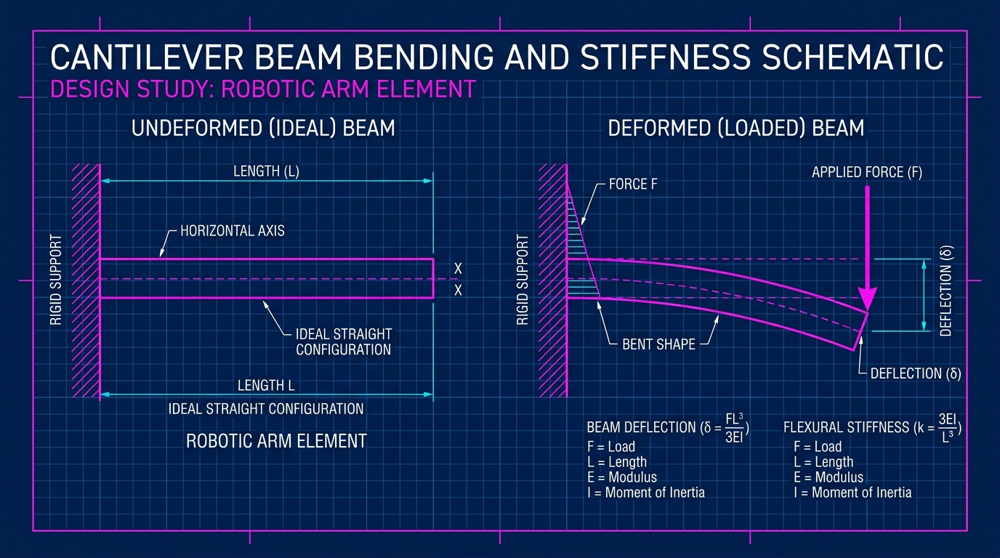 CANTILEVER BEAM BENDING AND STIFFNESS SCHEMATIC
DESIGN STUDY: ROBOTIC ARM ELEMENT
UNDEFORMED (IDEAL) BEAM
LENGTH (L)
HORIZONTAL AXIS
RIGID SUPPORT
X
X
IDEAL STRAIGHT
CONFIGURATION
LENGTH L
IDEAL STRAIGHT CONFIGURATION
ROBOTIC ARM ELEMENT
DEFORMED (LOADED) BEAM
APPLIED FORCE (F)
FORCE F
RIGID SUPPORT
DEFLECTION (δ)
BENT SHAPE
DEFLECTION (δ)
BEAM DEFLECTION (δ = FL³/3EI)
F = Load
L = Length
E = Modulus
I = Moment of Inertia
FLEXURAL STIFFNESS (k = 3EI/L³)
F = Load
L = Length
E = Modulus
I = Moment of Inertia